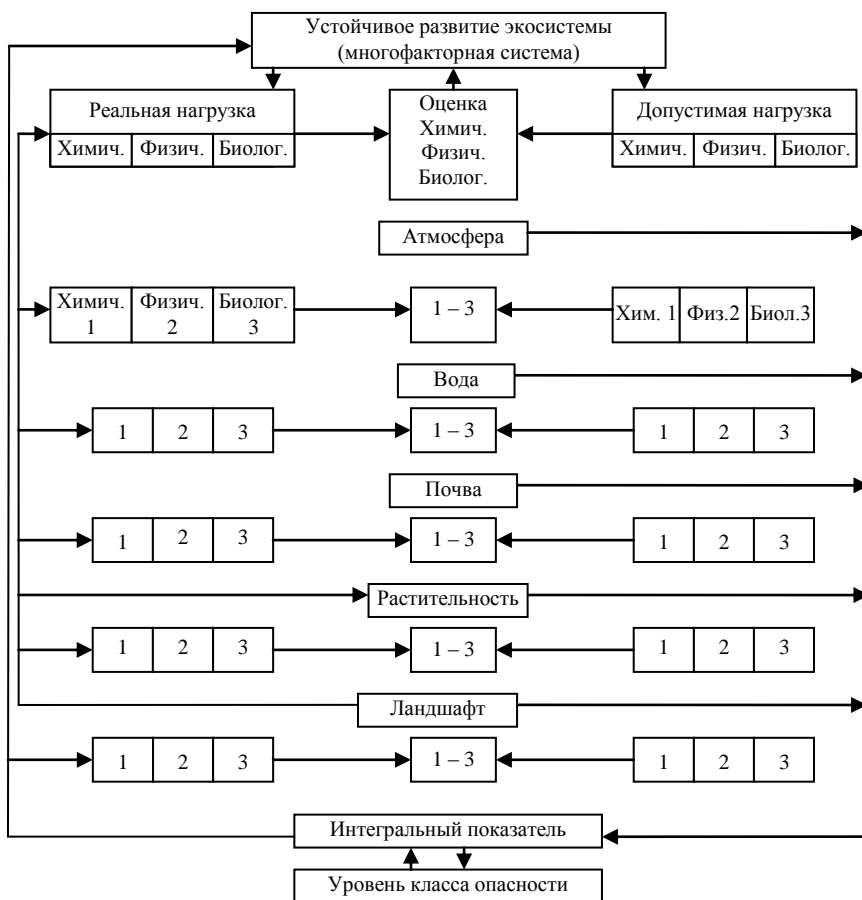 Устойчивое развитие экосистемы
(многофакторная система)
Реальная нагрузка
Химич. Физич. Биолог.
Оценка
Химич.
Физич.
Биолог.
Допустимая нагрузка
Химич. Физич. Биолог.
Атмосфера
Химич. Физич. Биолог.
1 2 3
1 – 3
Хим. 1 Физ.2 Биол.3
Вода
1 2 3
1 – 3
1 2 3
Почва
1 2 3
1 – 3
1 2 3
Растительность
1 2 3
1 – 3
1 2 3
Ландшафт
1 2 3
1 – 3
1 2 3
Интегральный показатель
Уровень класса опасности